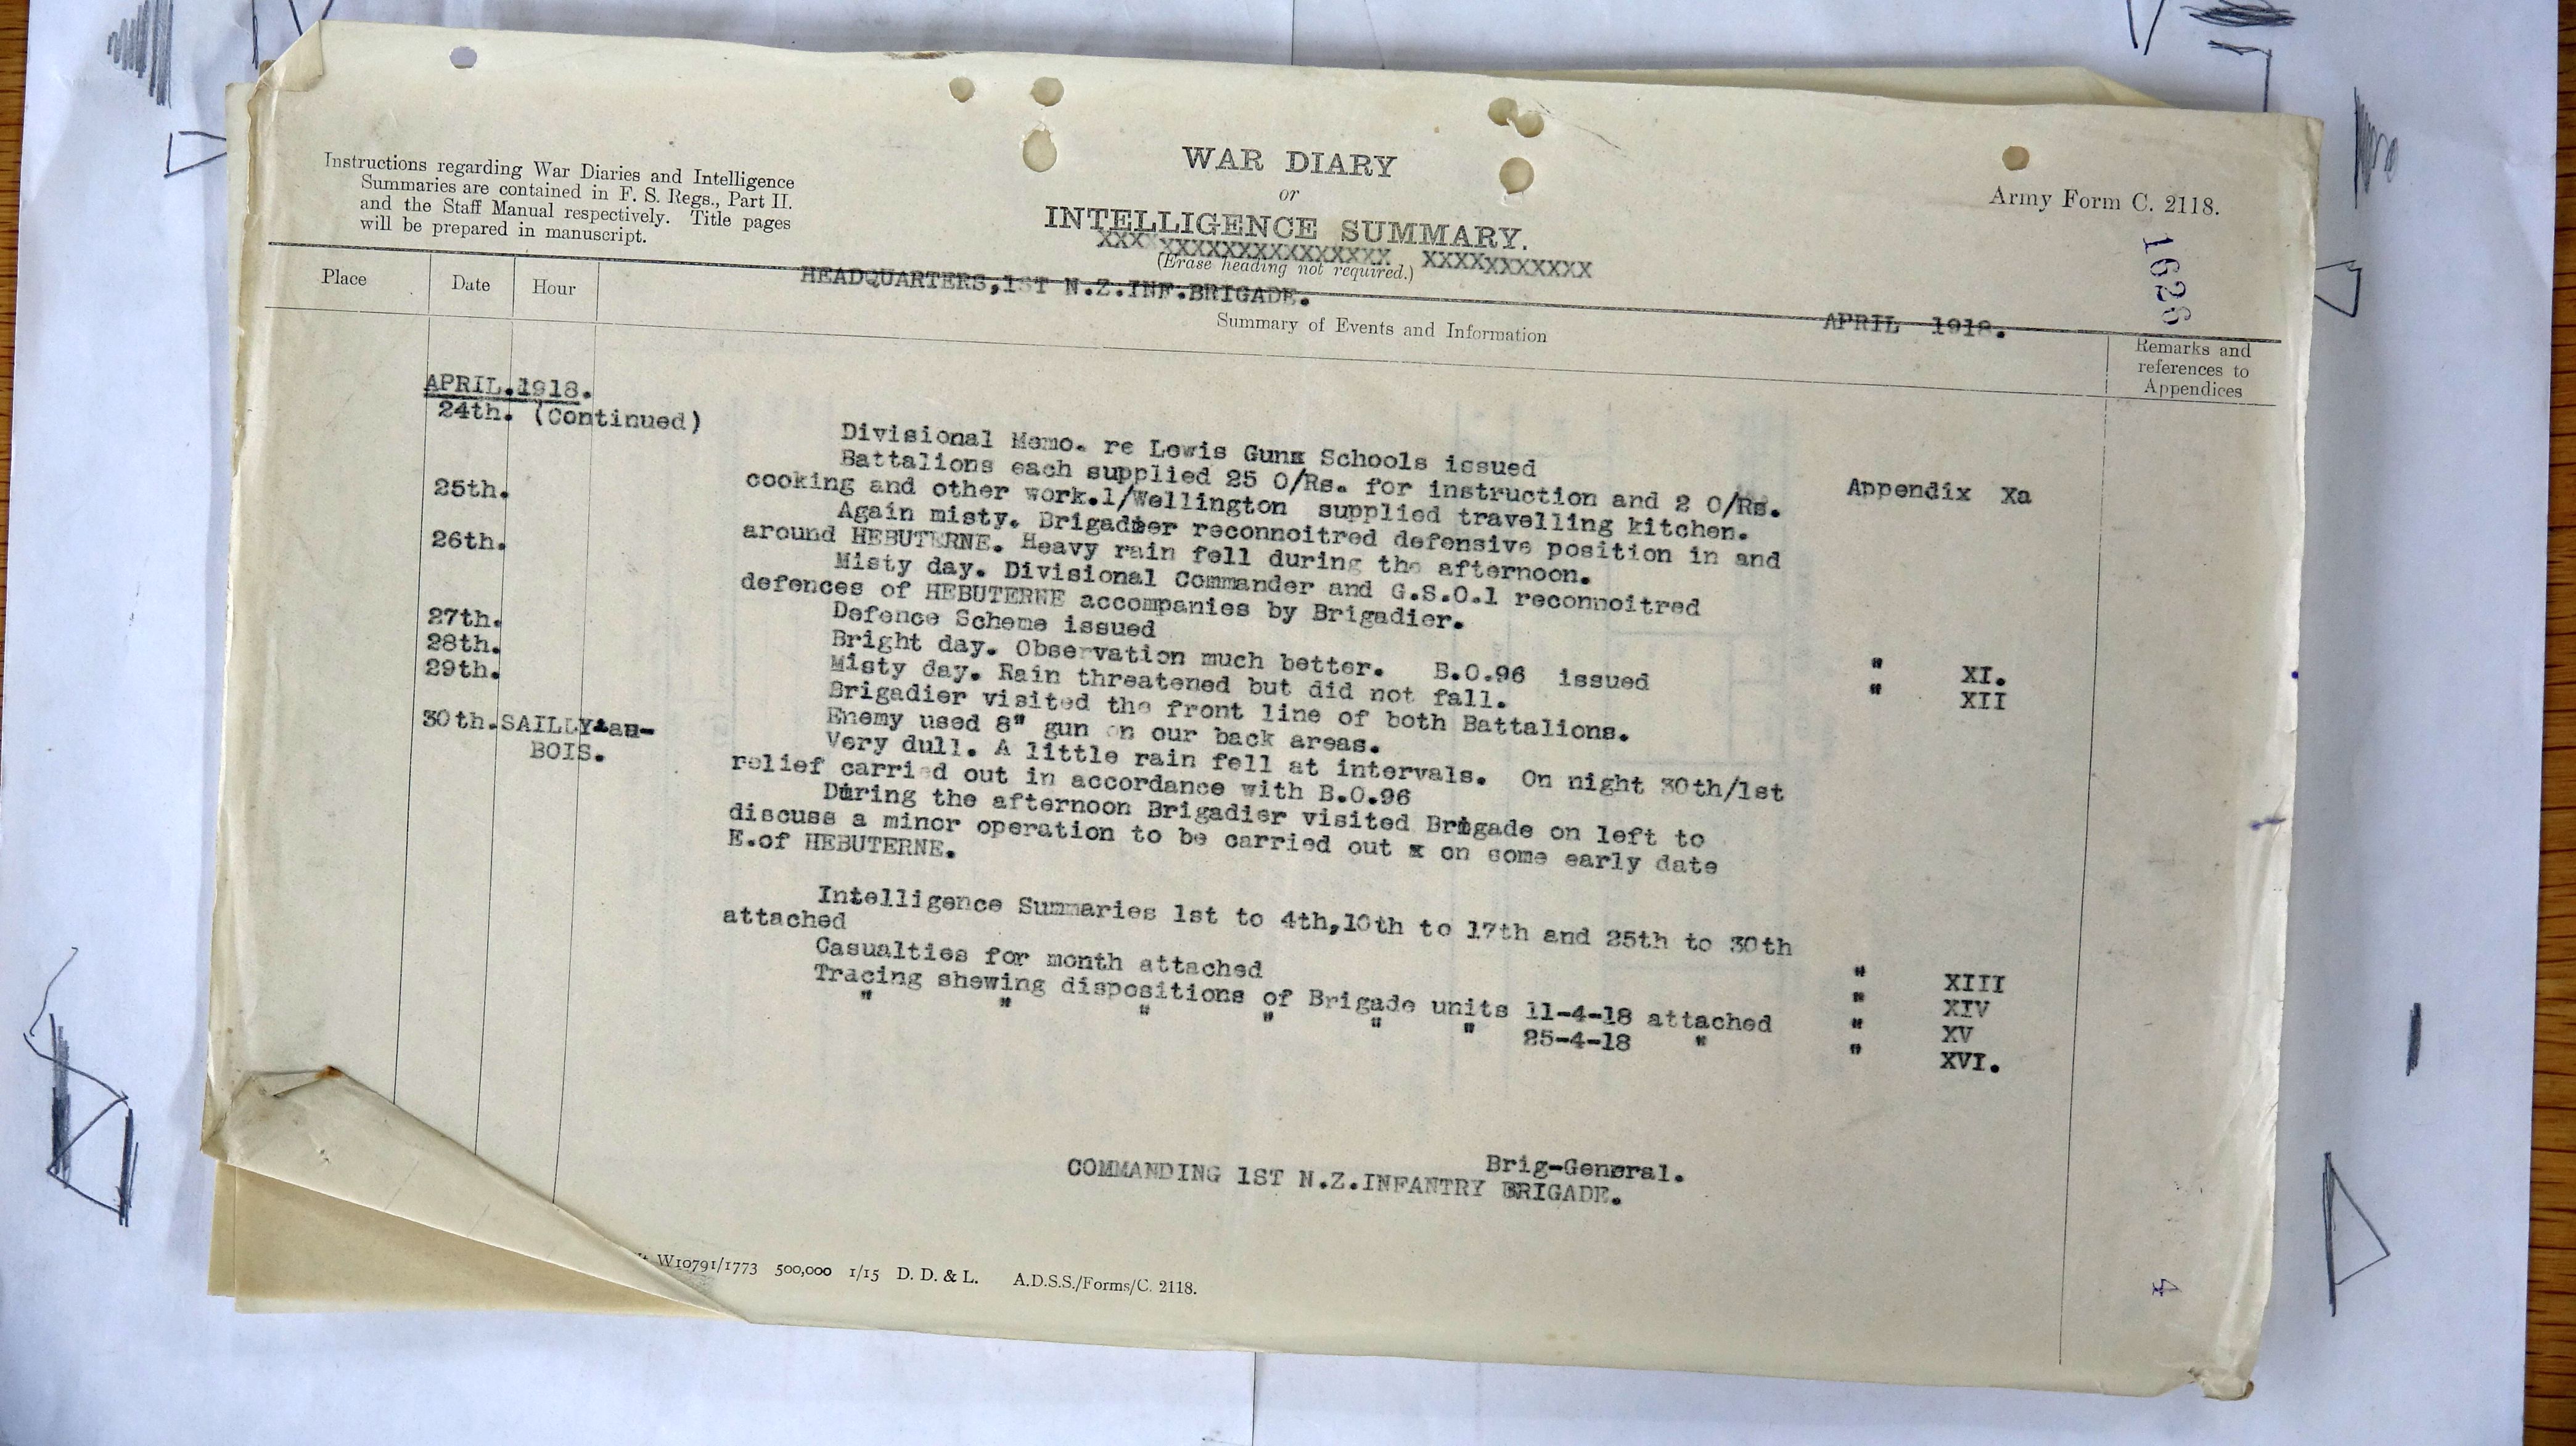 Instructions regarding War Diaries and Intelligence
Summaries are contained in F. S. Regs., Part II.
and the Staff Manual respectively. Title pages
will be prepared in manuscript.
WAR DIARY
or
INTELLIGENCE SUMMARY.
XXX XXXXXXXXXXXXXXX XXXXXXXXXXX
(Erase heading not required.)
Army Form C. 2118.
1626
HEADQUARTERS,1ST N.Z.INF.BRIGADE.
APRIL 1918.
Place Date Hour
Summary of Events and Information
Remarks and
references to
Appendices
APRIL.1918.
24th. (Continued)
Divisional Memo. re Lewis Gunx Schools issued Appendix Xa
Battalions each supplied 25 O/Rs. for instruction and 2 O/Rs.
cooking and other work.1/Wellington supplied travelling kitchen.
25th. Again misty. Brigadier reconnoitred defensive position in and
around HEBUTERNE. Heavy rain fell during the afternoon.
26th. Misty day. Divisional Commander and G.S.O.1 reconnoitred
defences of HEBUTERNE accompanies by Brigadier.
Defence Scheme issued " XI.
27th. Bright day. Observation much better. B.O.96 issued " XII
28th. Misty day. Rain threatened but did not fall.
29th. Brigadier visited the front line of both Battalions.
Enemy used 8" gun on our back areas.
30th. SAILLY-au-
BOIS.
Very dull. A little rain fell at intervals. On night 30th/1st
relief carried out in accordance with B.O.96
During the afternoon Brigadier visited Brigade on left to
discuss a minor operation to be carried out x on some early date
E.of HEBUTERNE.
Intelligence Summaries 1st to 4th,10th to 17th and 25th to 30th
attached " XIII
Casualties for month attached " XIV
Tracing shewing dispositions of Brigade units 11-4-18 attached " XV
" " " " " " 25-4-18 " " XVI.
Brig-General.
COMMANDING 1ST N.Z.INFANTRY BRIGADE.
W10791/1773 500,000 1/15 D. D. & L. A.D.S.S./Forms/C. 2118.
4